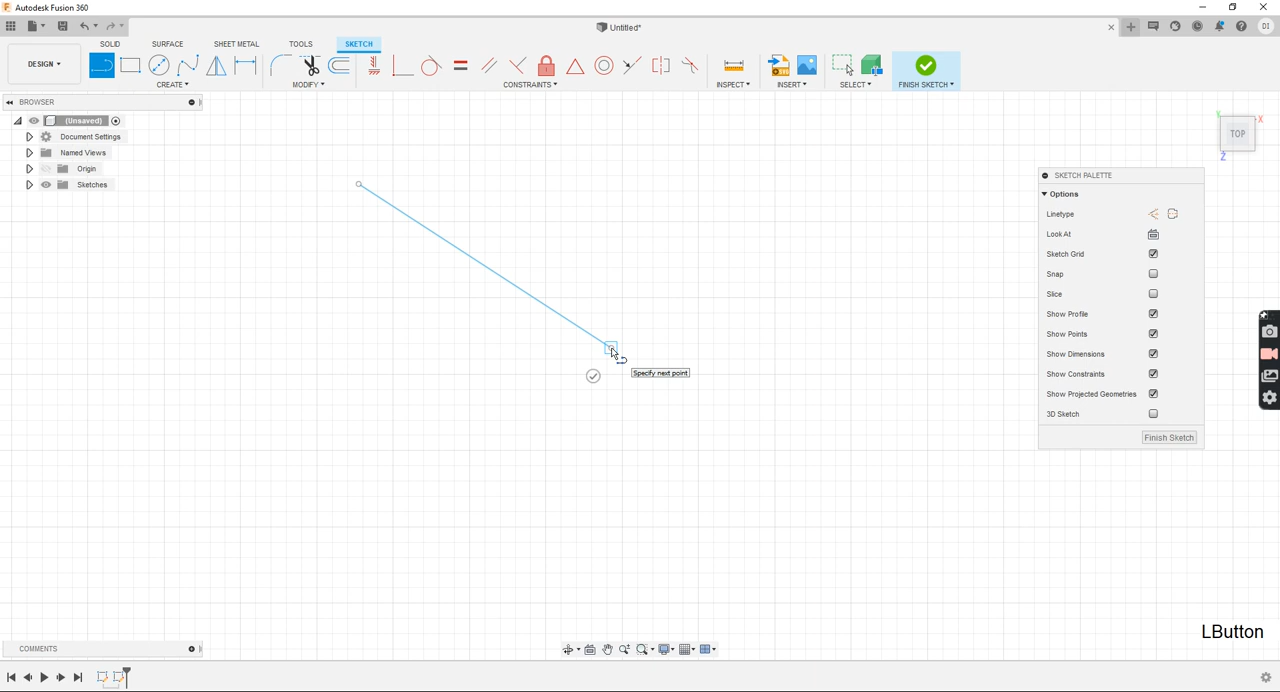 Autodesk Fusion 360
Untitled*
DI
SOLID
SURFACE
SHEET METAL
TOOLS
SKETCH
DESIGN
CREATE
MODIFY
CONSTRAINTS
INSPECT
INSERT
SELECT
FINISH SKETCH
BROWSER
(Unsaved)
Document Settings
Named Views
Origin
Sketches
Y
X
TOP
Z
SKETCH PALETTE
Options
Linetype
Look At
Sketch Grid
Snap
Slice
Show Profile
Show Points
Show Dimensions
Show Constraints
Show Projected Geometries
3D Sketch
Finish Sketch
Specify next point
LButton
COMMENTS